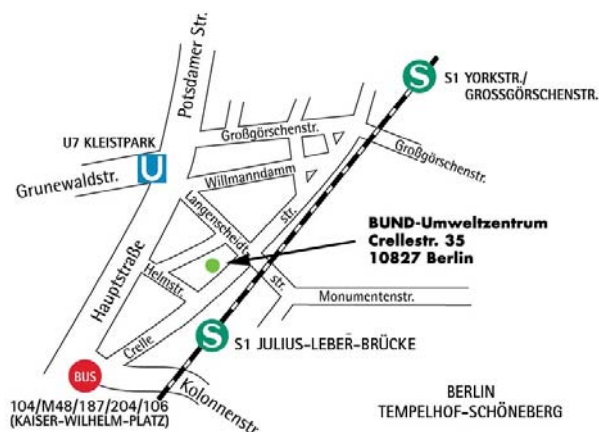 Potsdamer Str.
S
S1 YORKSTR./
GROSSGÖRSCHENSTR.
U7 KLEISTPARK
U
Großgörschenstr.
Großgörschenstr.
Grunewaldstr.
Willmanndamm
Langenscheidt
str.
BUND-Umweltzentrum
Crellestr. 35
10827 Berlin
Hauptstraße
Helmstr.
str.
Monumentenstr.
Crelle
S
S1 JULIUS-LEBER-BRÜCKE
BUS
Kolonnenstr.
104/M48/187/204/106
(KAISER-WILHELM-PLATZ)
BERLIN
TEMPELHOF-SCHÖNEBERG